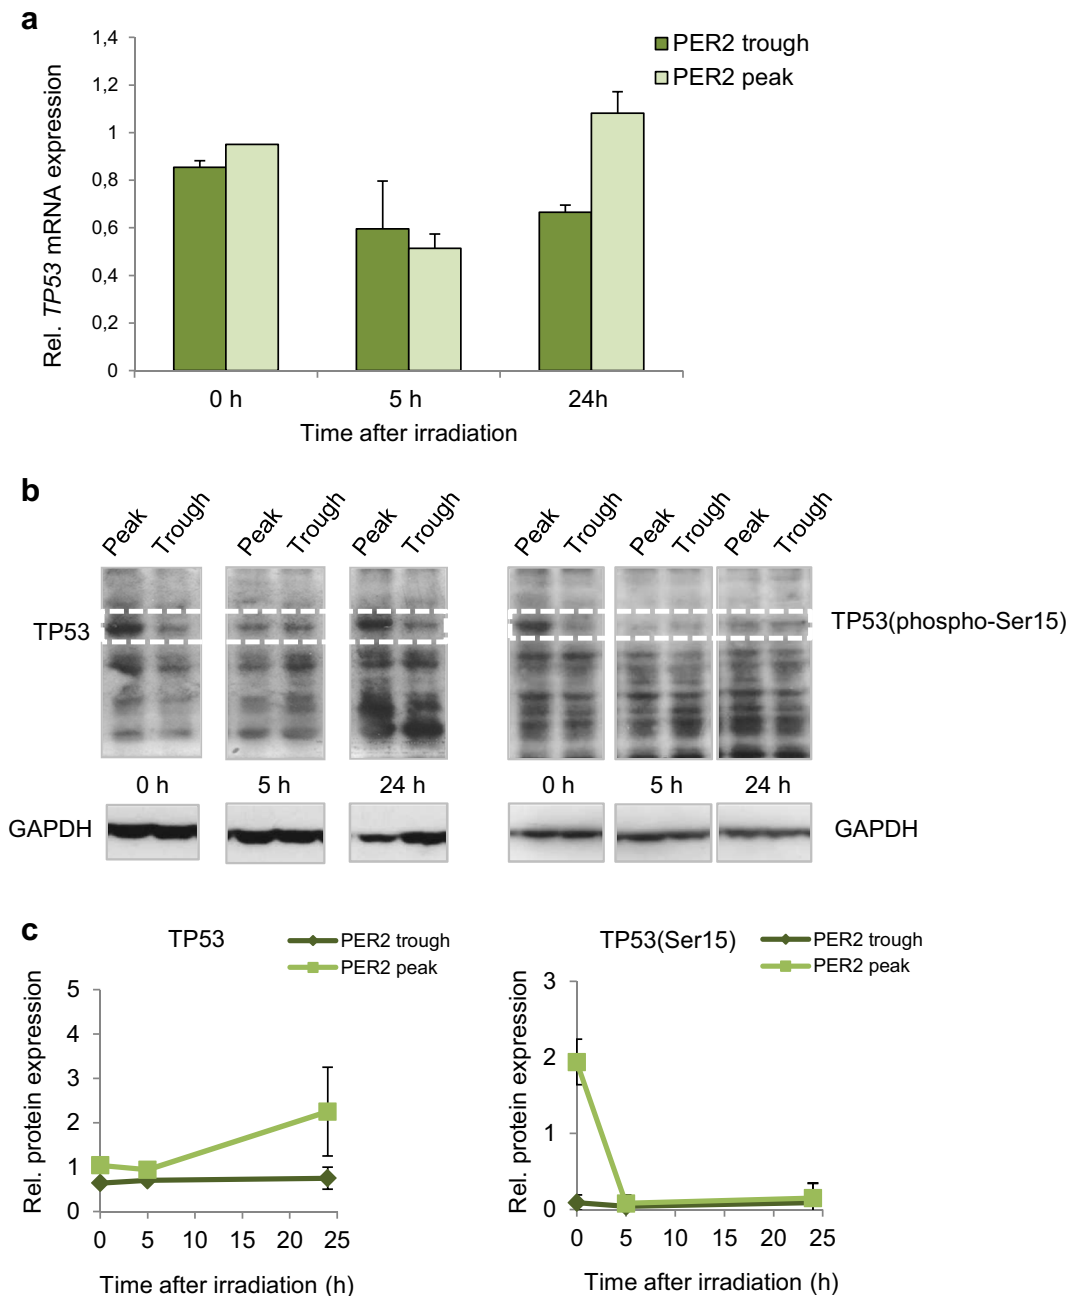 a
PER2 trough
PER2 peak
Rel. TP53 mRNA expression
1,4
1,2
1
0,8
0,6
0,4
0,2
0
0 h 5 h 24h
Time after irradiation
b
Peak Trough Peak Trough Peak Trough Peak Trough Peak Trough Peak Trough
TP53
TP53(phospho-Ser15)
0 h 5 h 24 h 0 h 5 h 24 h
GAPDH
GAPDH
c
TP53
PER2 trough
PER2 peak
Rel. protein expression
5
4
3
2
1
0
0 5 10 15 20 25
Time after irradiation (h)
TP53(Ser15)
PER2 trough
PER2 peak
Rel. protein expression
3
2
1
0
0 5 10 15 20 25
Time after irradiation (h)